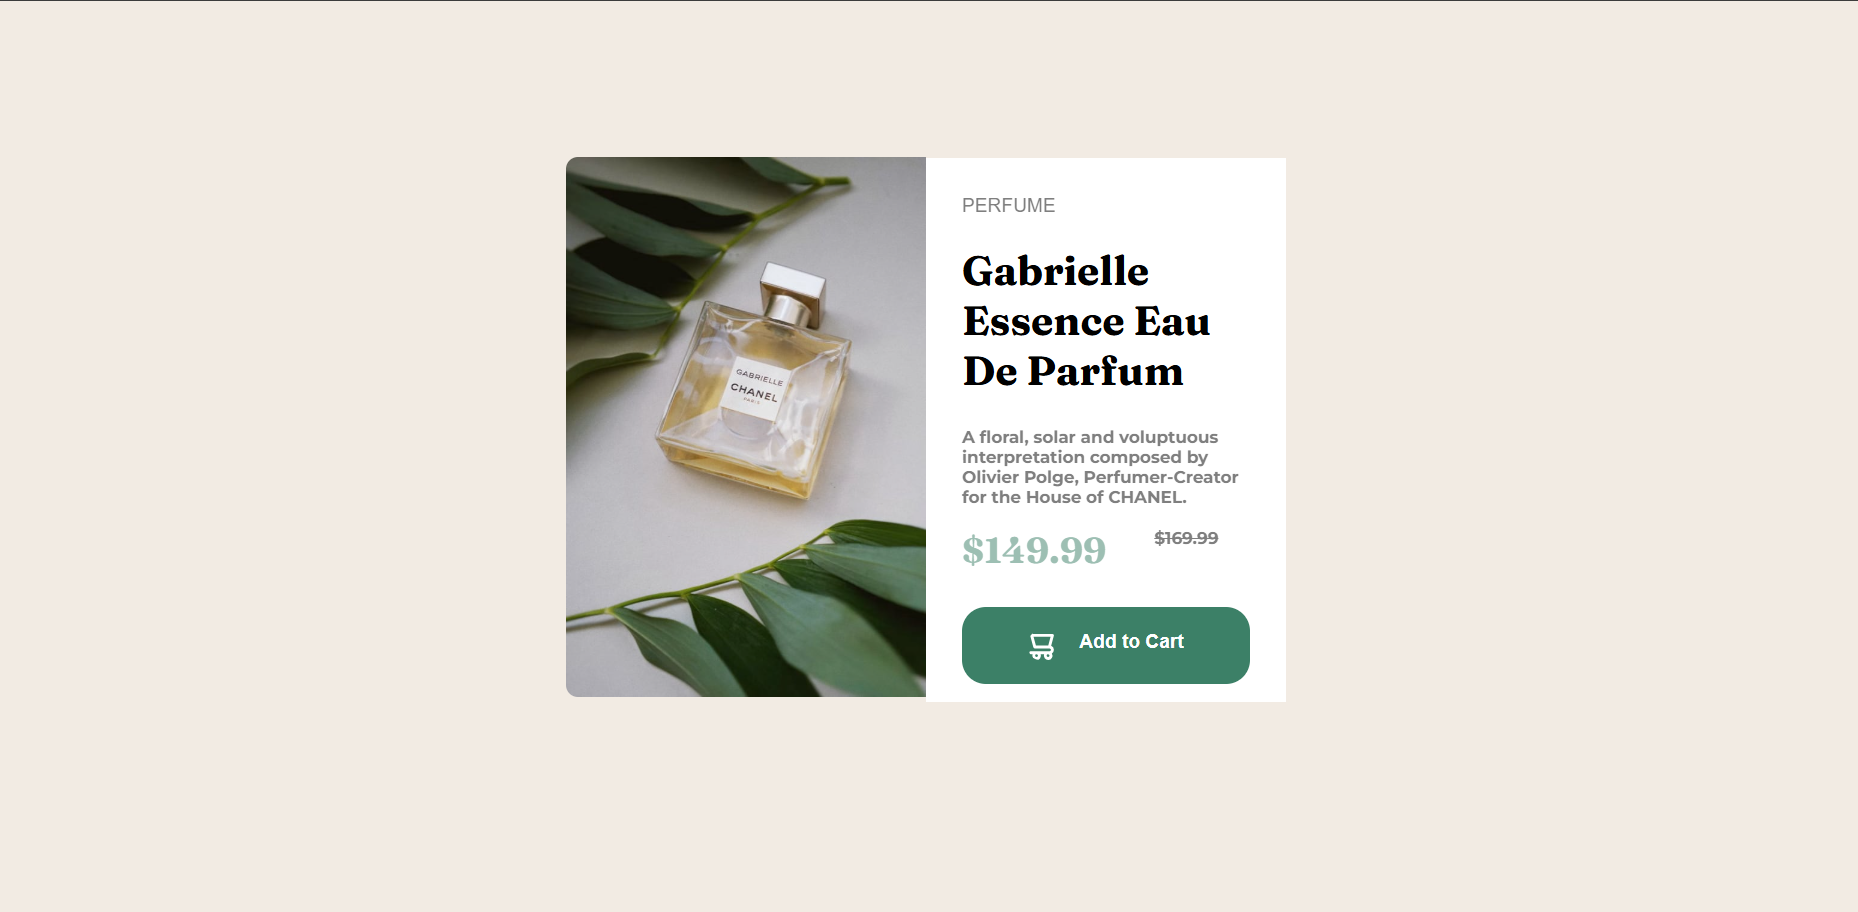 GABRIELLE
CHANEL
PARIS
PERFUME
Gabrielle
Essence Eau
De Parfum
A floral, solar and voluptuous
interpretation composed by
Olivier Polge, Perfumer-Creator
for the House of CHANEL.
$149.99 $169.99
Add to Cart